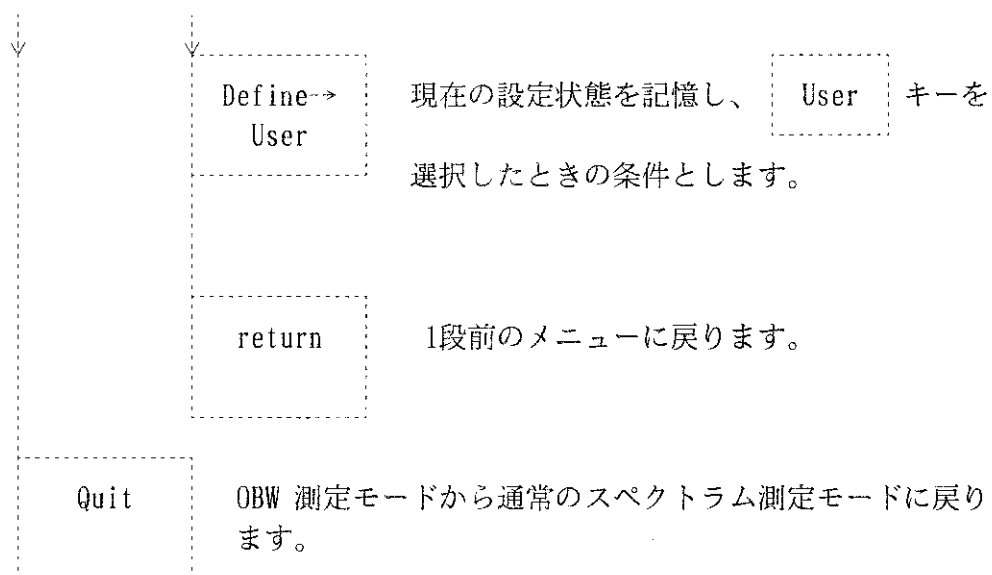 Define→ 現在の設定状態を記憶し、 User キーを
User
選択したときの条件とします。
return 1段前のメニューに戻ります。
Quit OBW 測定モードから通常のスペクトラム測定モードに戻り
ます。